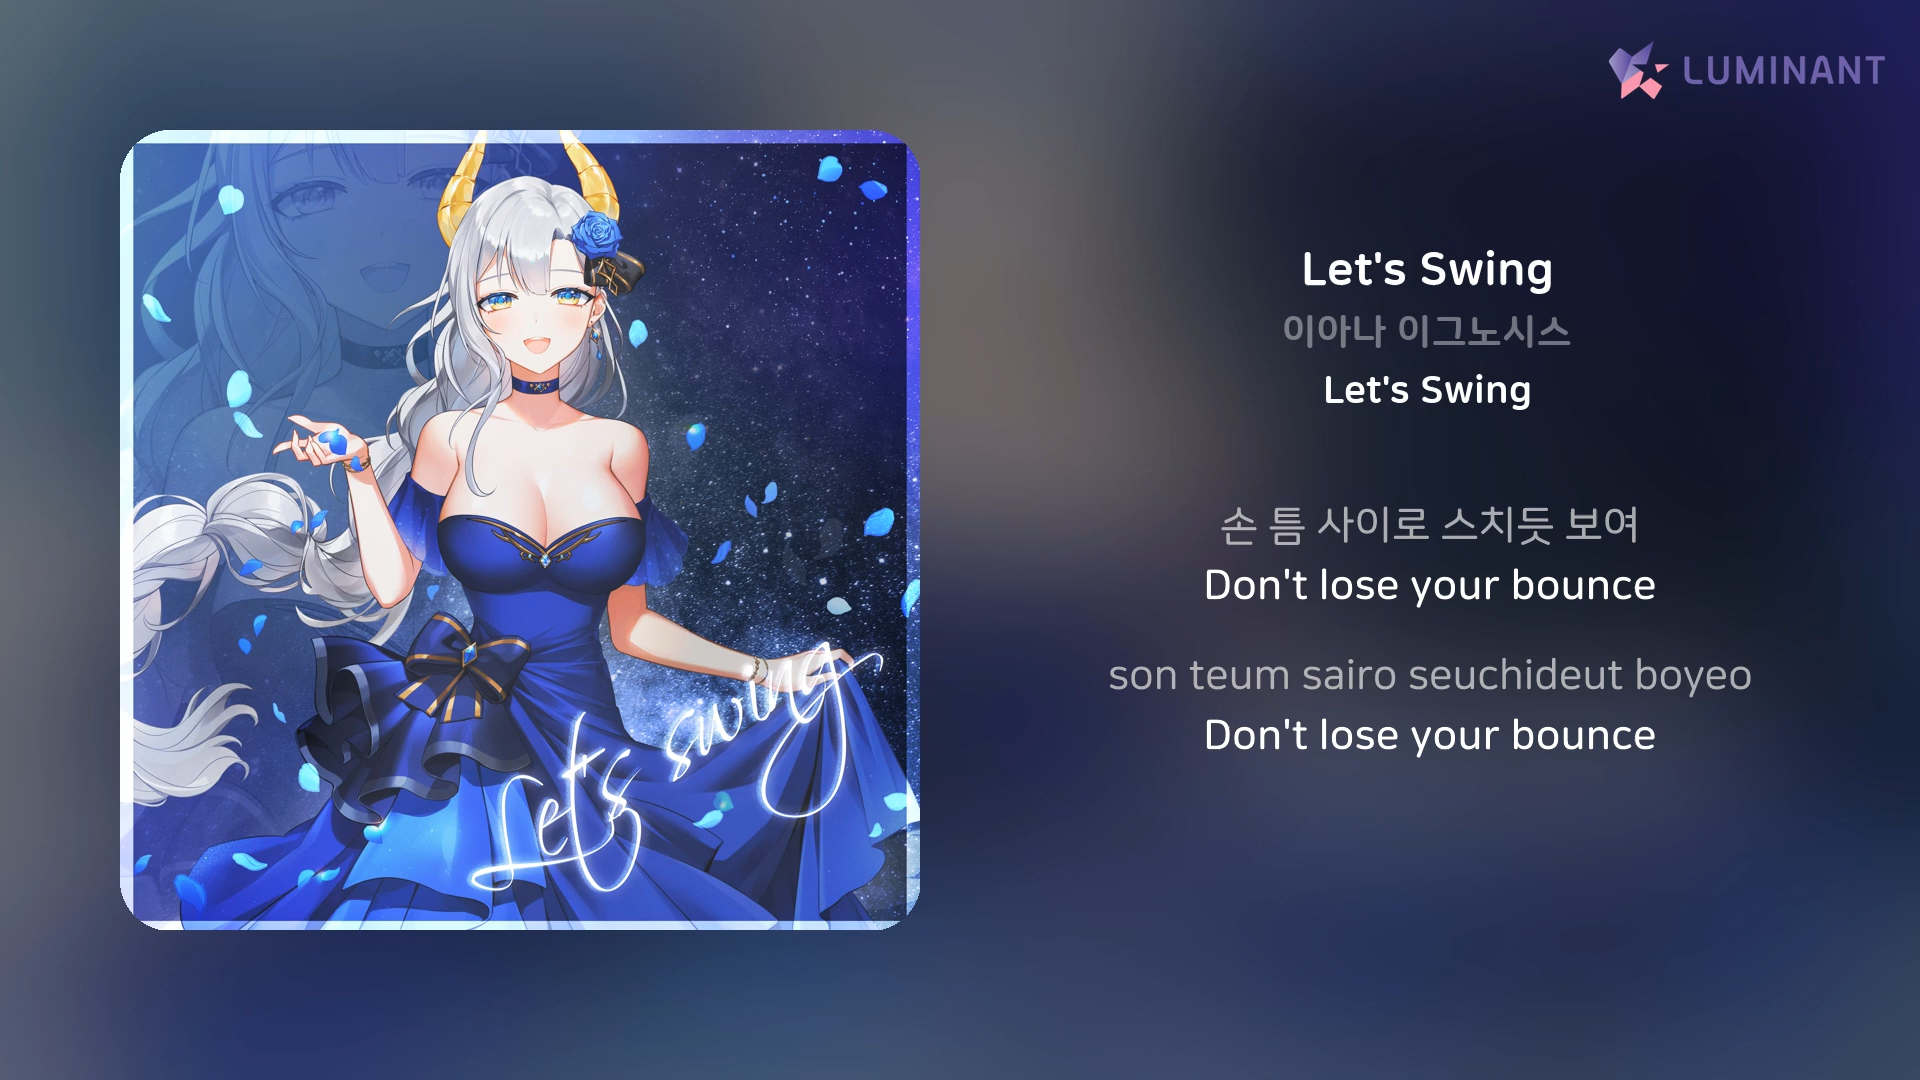 LUMINANT
Let's Swing
이아나 이그노시스
Let's Swing
손 틈 사이로 스치듯 보여
Don't lose your bounce
son teum sairo seuchideut boyeo
Don't lose your bounce
Let's swing